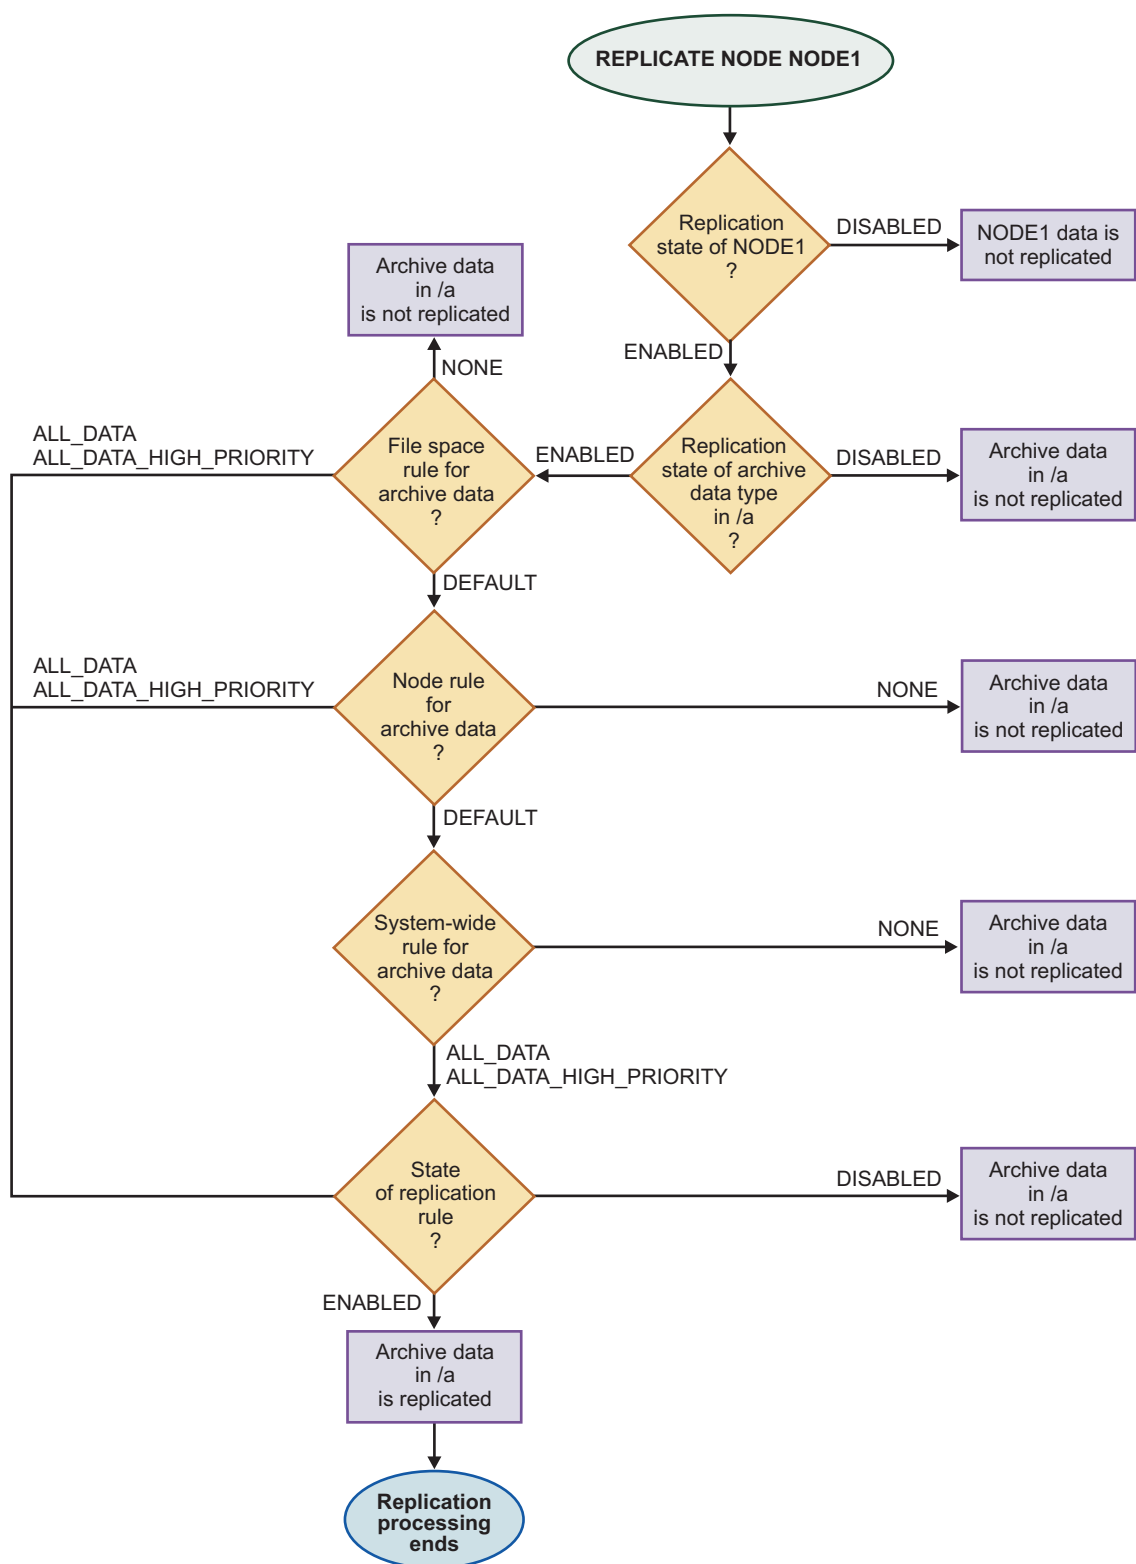 REPLICATE NODE NODE1
Replication
state of NODE1
?
DISABLED
NODE1 data is
not replicated
ENABLED
Archive data
in /a
is not replicated
NONE
Replication
state of archive
data type
in /a
?
DISABLED
Archive data
in /a
is not replicated
ENABLED
File space
rule for
archive data
?
ALL_DATA
ALL_DATA_HIGH_PRIORITY
DEFAULT
Node rule
for
archive data
?
ALL_DATA
ALL_DATA_HIGH_PRIORITY
NONE
Archive data
in /a
is not replicated
DEFAULT
System-wide
rule for
archive data
?
NONE
Archive data
in /a
is not replicated
ALL_DATA
ALL_DATA_HIGH_PRIORITY
State
of replication
rule
?
DISABLED
Archive data
in /a
is not replicated
ENABLED
Archive data
in /a
is replicated
Replication
processing
ends